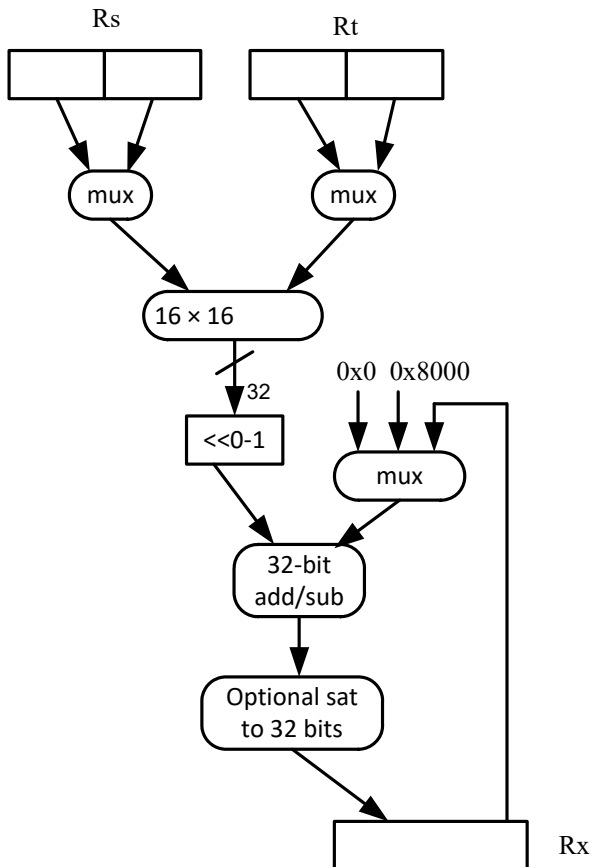 Rs
Rt
mux
mux
16 × 16
32
0x0 0x8000
<<0-1
mux
32-bit
add/sub
Optional sat
to 32 bits
Rx